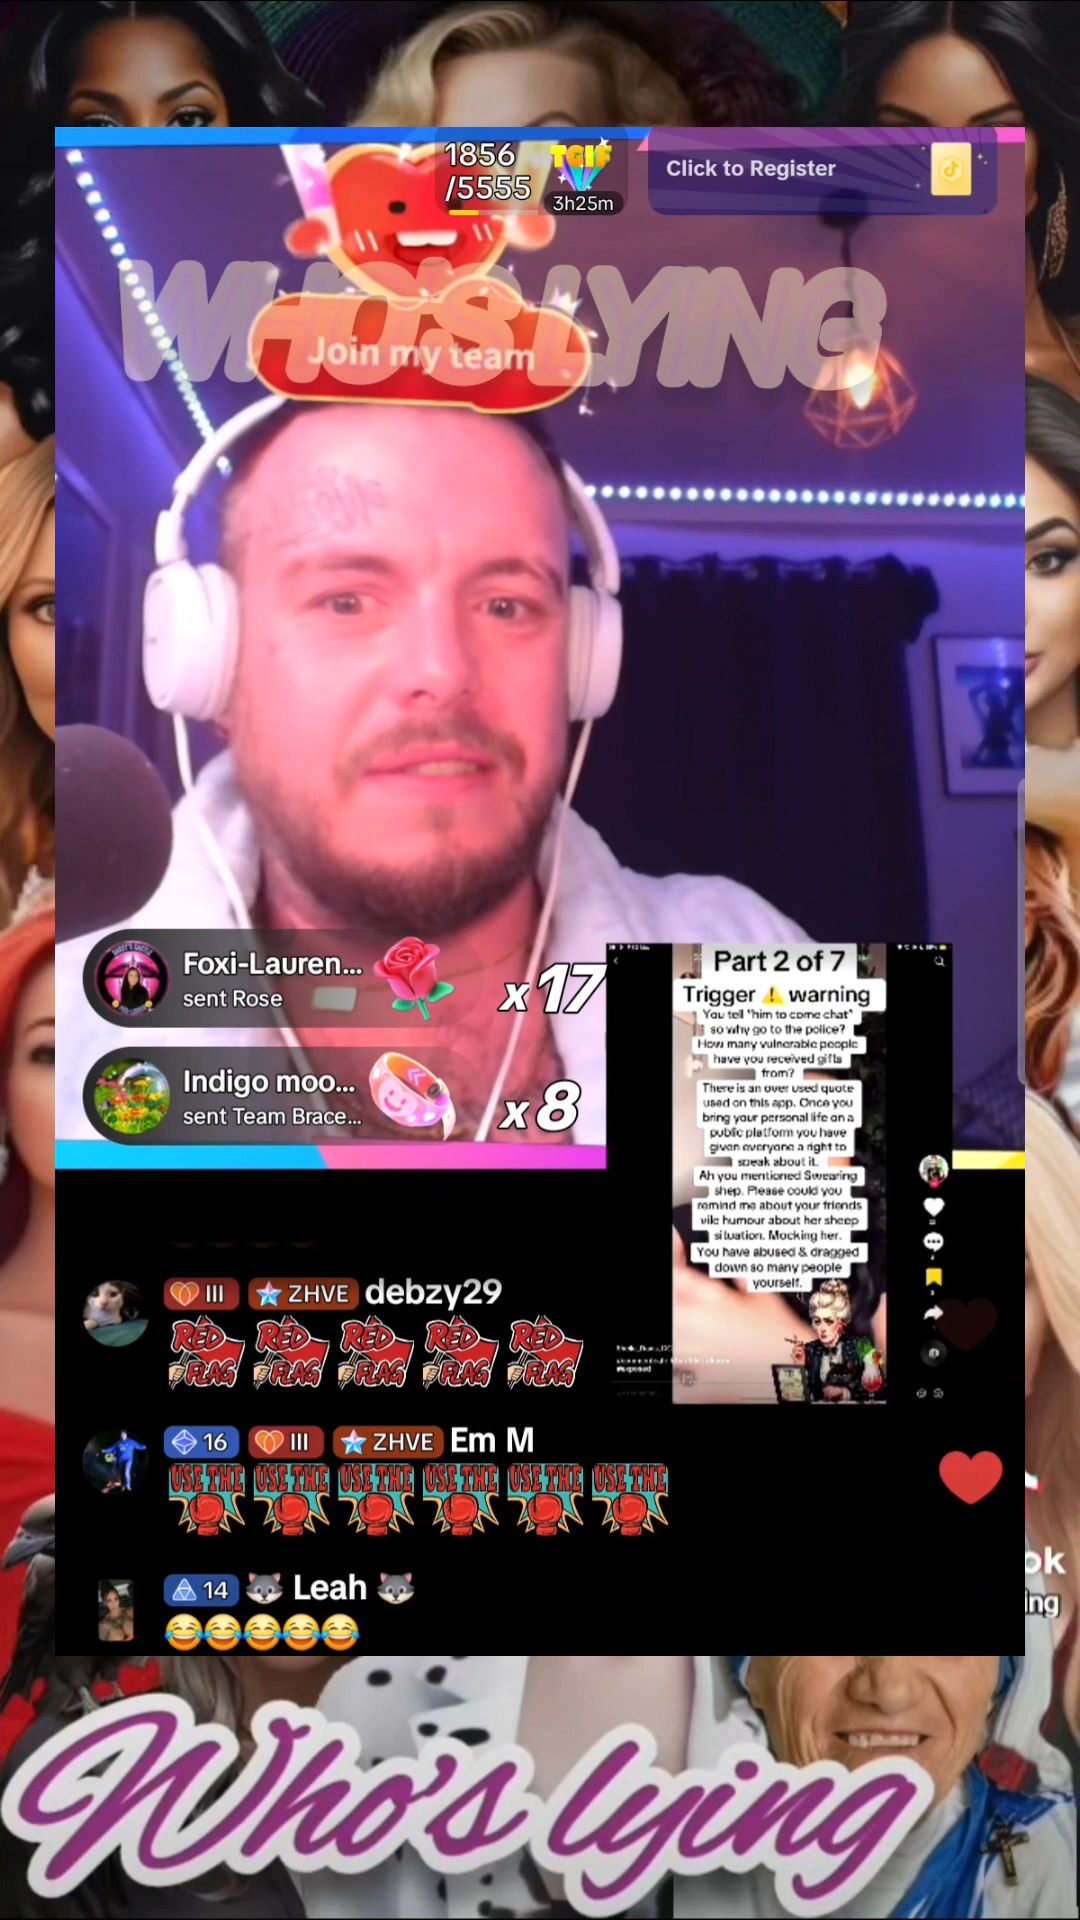 1856
/5555
TGIF
3h25m
Click to Register
WHO'S LYING
Join my team
Foxi-Lauren...
sent Rose
x17
Indigo moo...
sent Team Brace...
x8
Part 2 of 7
Trigger ⚠️ warning
You tell "him to come chat"
so why go to the police?
How many vulnerable people
have you received gifts
from?
There is an over used quote
used on this app. Once you
bring your personal life on a
public platform you have
given everyone a right to
speak about it.
Ah you mentioned Swearing
shep. Please could you
remind me about your friends
vile humour about her sheep
situation. Mocking her.
You have abused & dragged
down so many people
yourself.
III ZHVE debzy29
RED FLAG RED FLAG RED FLAG RED FLAG RED FLAG
16 III ZHVE Em M
USE THE USE THE USE THE USE THE USE THE USE THE
14 🐺 Leah 🐺
😂😂😂😂😂
ok
ing
Who's lying